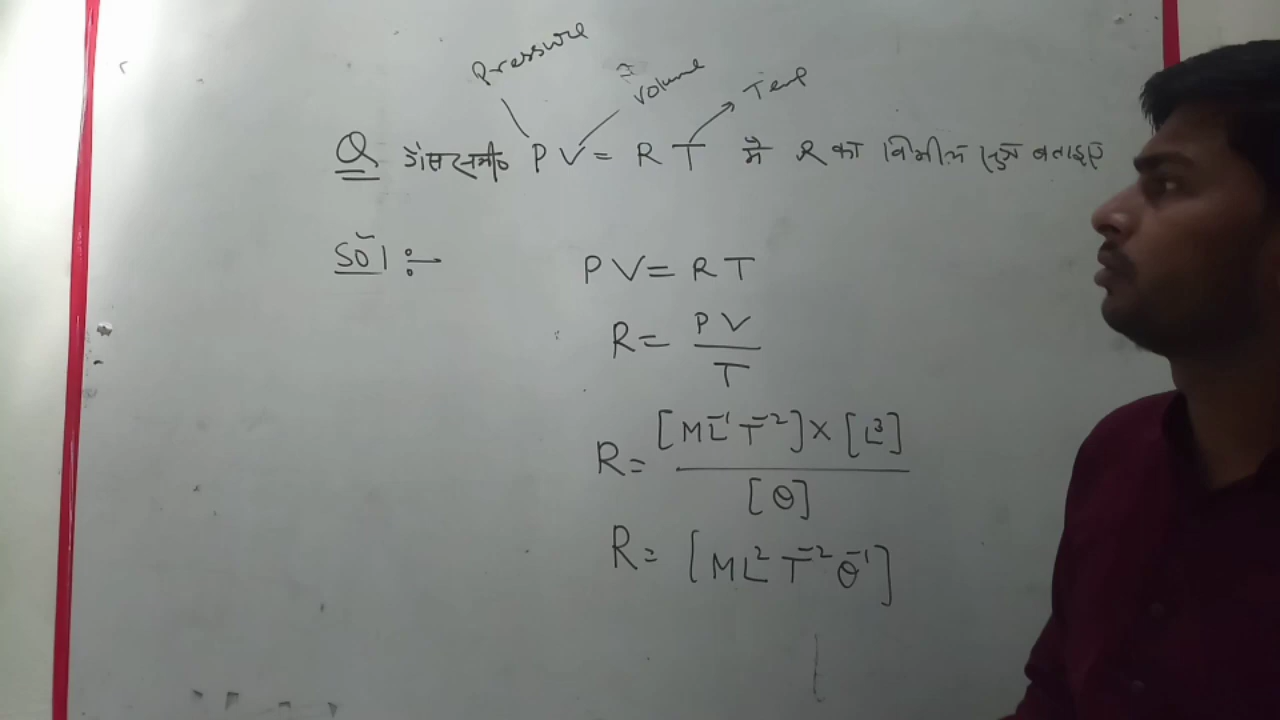 Pressure Volume Temp
Q गैस समी० PV = RT में R का विमीय सुत्र बताइए
Sol :-
PV = RT
R = PV / T
R = [ML⁻¹T⁻²] × [L³] / [θ]
R = [ML²T⁻²θ⁻¹]